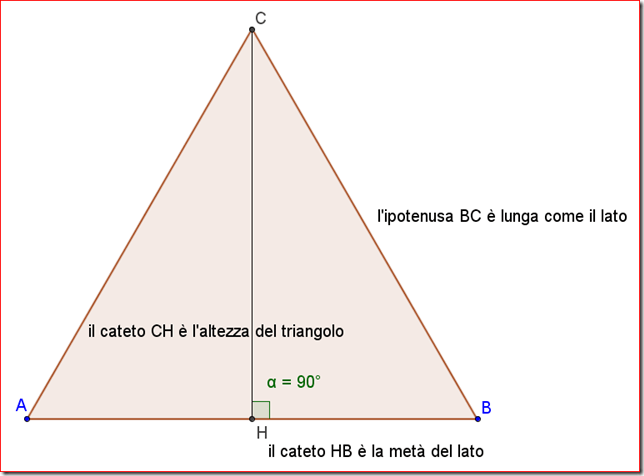 C
l'ipotenusa BC è lunga come il lato
il cateto CH è l'altezza del triangolo
α = 90°
A
B
H
il cateto HB è la metà del lato